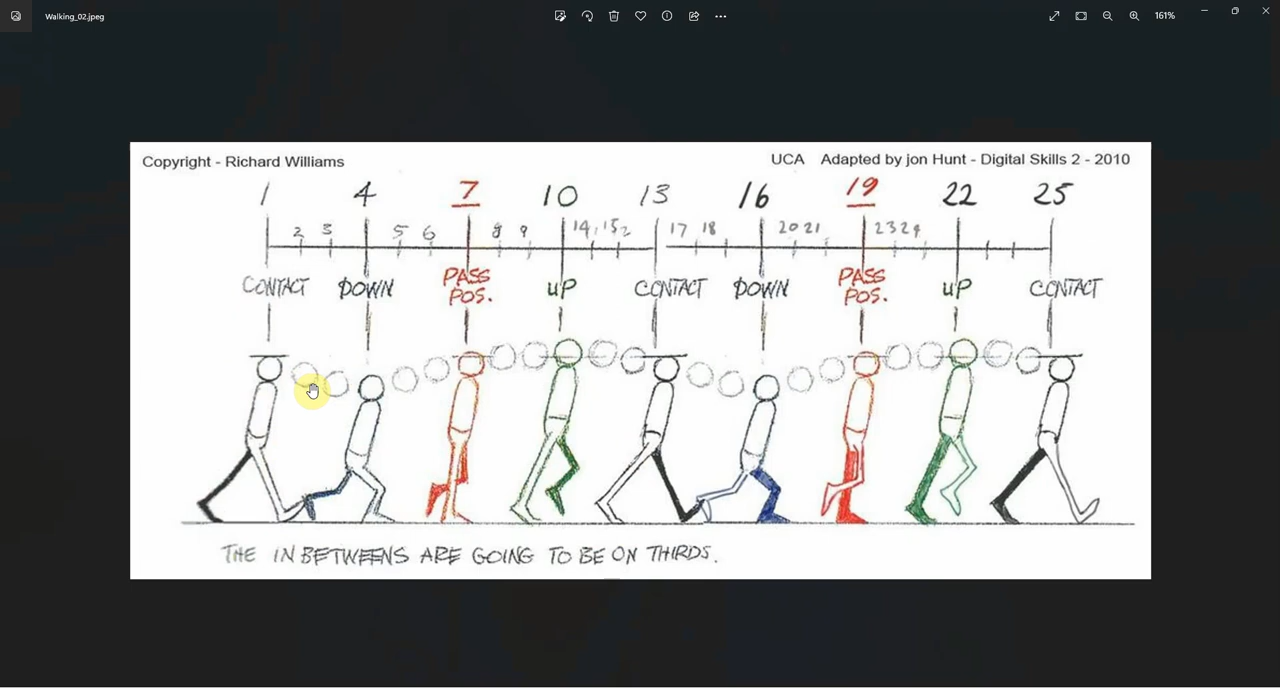 Walking_02.jpeg
161%
Copyright - Richard Williams
UCA Adapted by jon Hunt - Digital Skills 2 - 2010
1 4 7 10 13 16 19 22 25
2 3 5 6 8 9 14 15 2 17 18 20 21 23 24
CONTACT DOWN PASS POS. UP CONTACT DOWN PASS POS. UP CONTACT
THE INBETWEENS ARE GOING TO BE ON THIRDS.